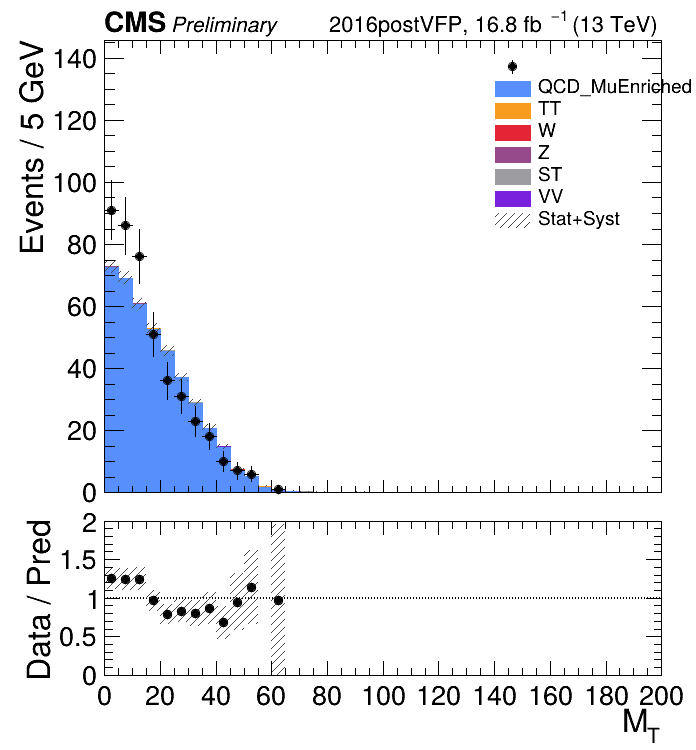 CMS Preliminary 2016postVFP, 16.8 fb ⁻¹ (13 TeV)
Events / 5 GeV
140
120
100
80
60
40
20
0
QCD_MuEnriched
TT
W
Z
ST
VV
Stat+Syst
Data / Pred
2
1.5
1
0.5
0
0 20 40 60 80 100 120 140 160 180 200
M_T